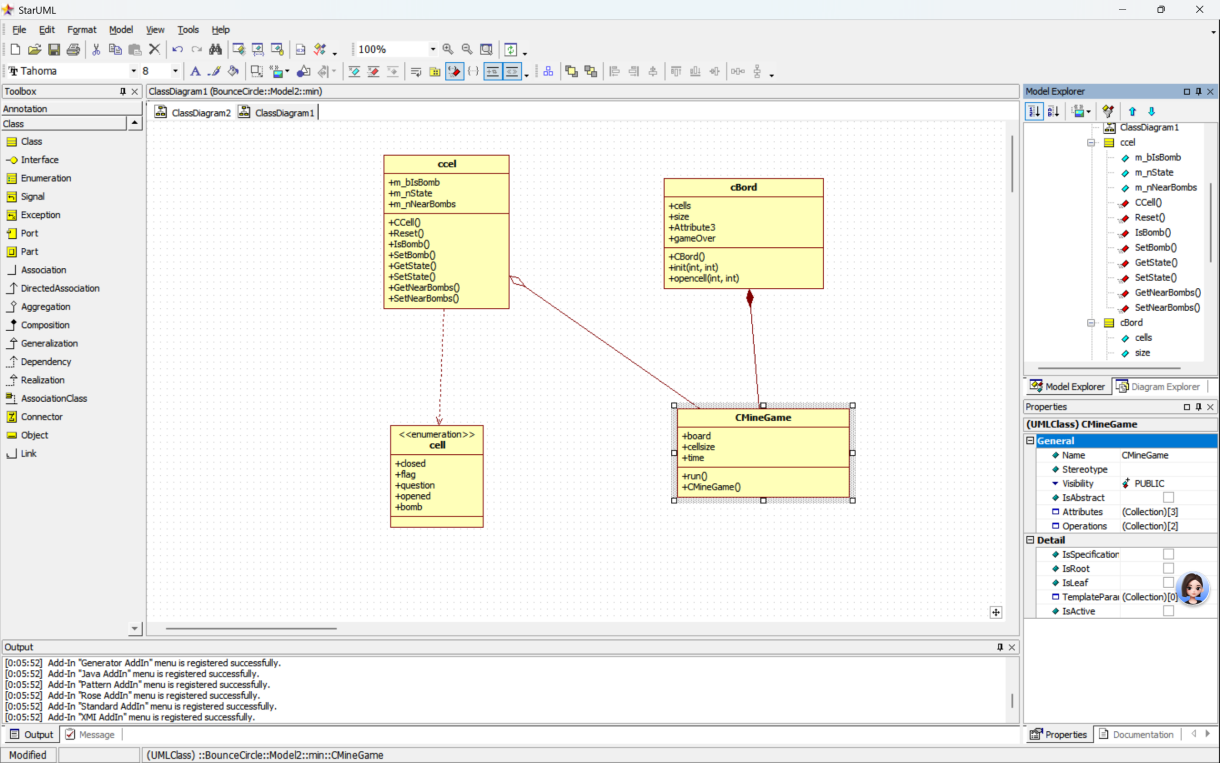 StarUML
File Edit Format Model View Tools Help
100%
Tahoma 8
Toolbox
Annotation
Class
Class
Interface
Enumeration
Signal
Exception
Port
Part
Association
DirectedAssociation
Aggregation
Composition
Generalization
Dependency
Realization
AssociationClass
Connector
Object
Link
ClassDiagram1 (BounceCircle::Model2::min)
ClassDiagram2 ClassDiagram1
ccel
+m_bIsBomb
+m_nState
+m_nNearBombs
+CCell()
+Reset()
+IsBomb()
+SetBomb()
+GetState()
+SetState()
+GetNearBombs()
+SetNearBombs()
cBord
+cells
+size
+Attribute3
+gameOver
+CBord()
+init(int, int)
+opencell(int, int)
<<enumeration>>
cell
+closed
+flag
+question
+opened
+bomb
CMineGame
+board
+cellsize
+time
+run()
+CMineGame()
Model Explorer
ClassDiagram1
ccel
m_bIsBomb
m_nState
m_nNearBombs
CCell()
Reset()
IsBomb()
SetBomb()
GetState()
SetState()
GetNearBombs()
SetNearBombs()
cBord
cells
size
Model Explorer Diagram Explorer
Properties
(UMLClass) CMineGame
General
Name CMineGame
Stereotype
Visibility PUBLIC
IsAbstract
Attributes (Collection)[3]
Operations (Collection)[2]
Detail
IsSpecification
IsRoot
IsLeaf
TemplatePara (Collection)[0]
IsActive
Properties Documentation
Output
[0:05:52] Add-In "Generator AddIn" menu is registered successfully.
[0:05:52] Add-In "Java AddIn" menu is registered successfully.
[0:05:52] Add-In "Pattern AddIn" menu is registered successfully.
[0:05:52] Add-In "Rose AddIn" menu is registered successfully.
[0:05:52] Add-In "Standard AddIn" menu is registered successfully.
[0:05:52] Add-In "XMI AddIn" menu is registered successfully.
Output Message
Modified (UMLClass) ::BounceCircle::Model2::min::CMineGame